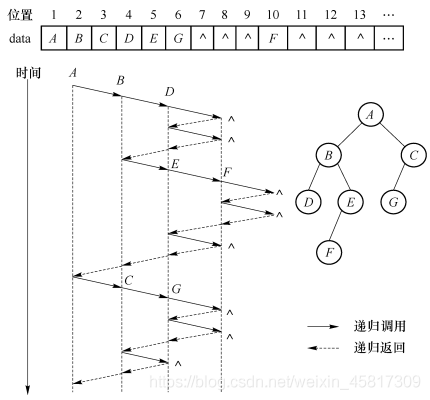 位置 1 2 3 4 5 6 7 8 9 10 11 12 13 ⋯
data A B C D E G ^ ^ ^ F ^ ^ ^ ⋯
时间
A
B
D
^
^
E
F
^
^
^
C
G
^
^
^
A
B
C
D
E
G
F
递归调用
递归返回
https://blog.csdn.net/weixin_45817309